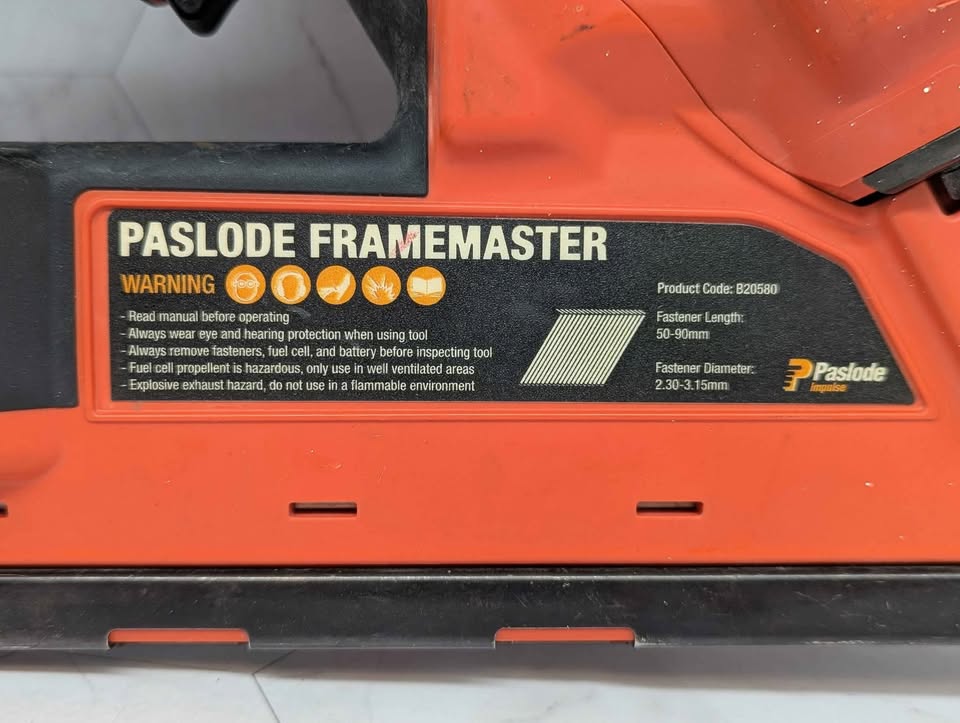 PASLODE FRAMEMASTER
WARNING
- Read manual before operating
- Always wear eye and hearing protection when using tool
- Always remove fasteners, fuel cell, and battery before inspecting tool
- Fuel cell propellent is hazardous, only use in well ventilated areas
- Explosive exhaust hazard, do not use in a flammable environment
Product Code: B20580
Fastener Length:
50-90mm
Fastener Diameter:
2.30-3.15mm
Paslode
impulse